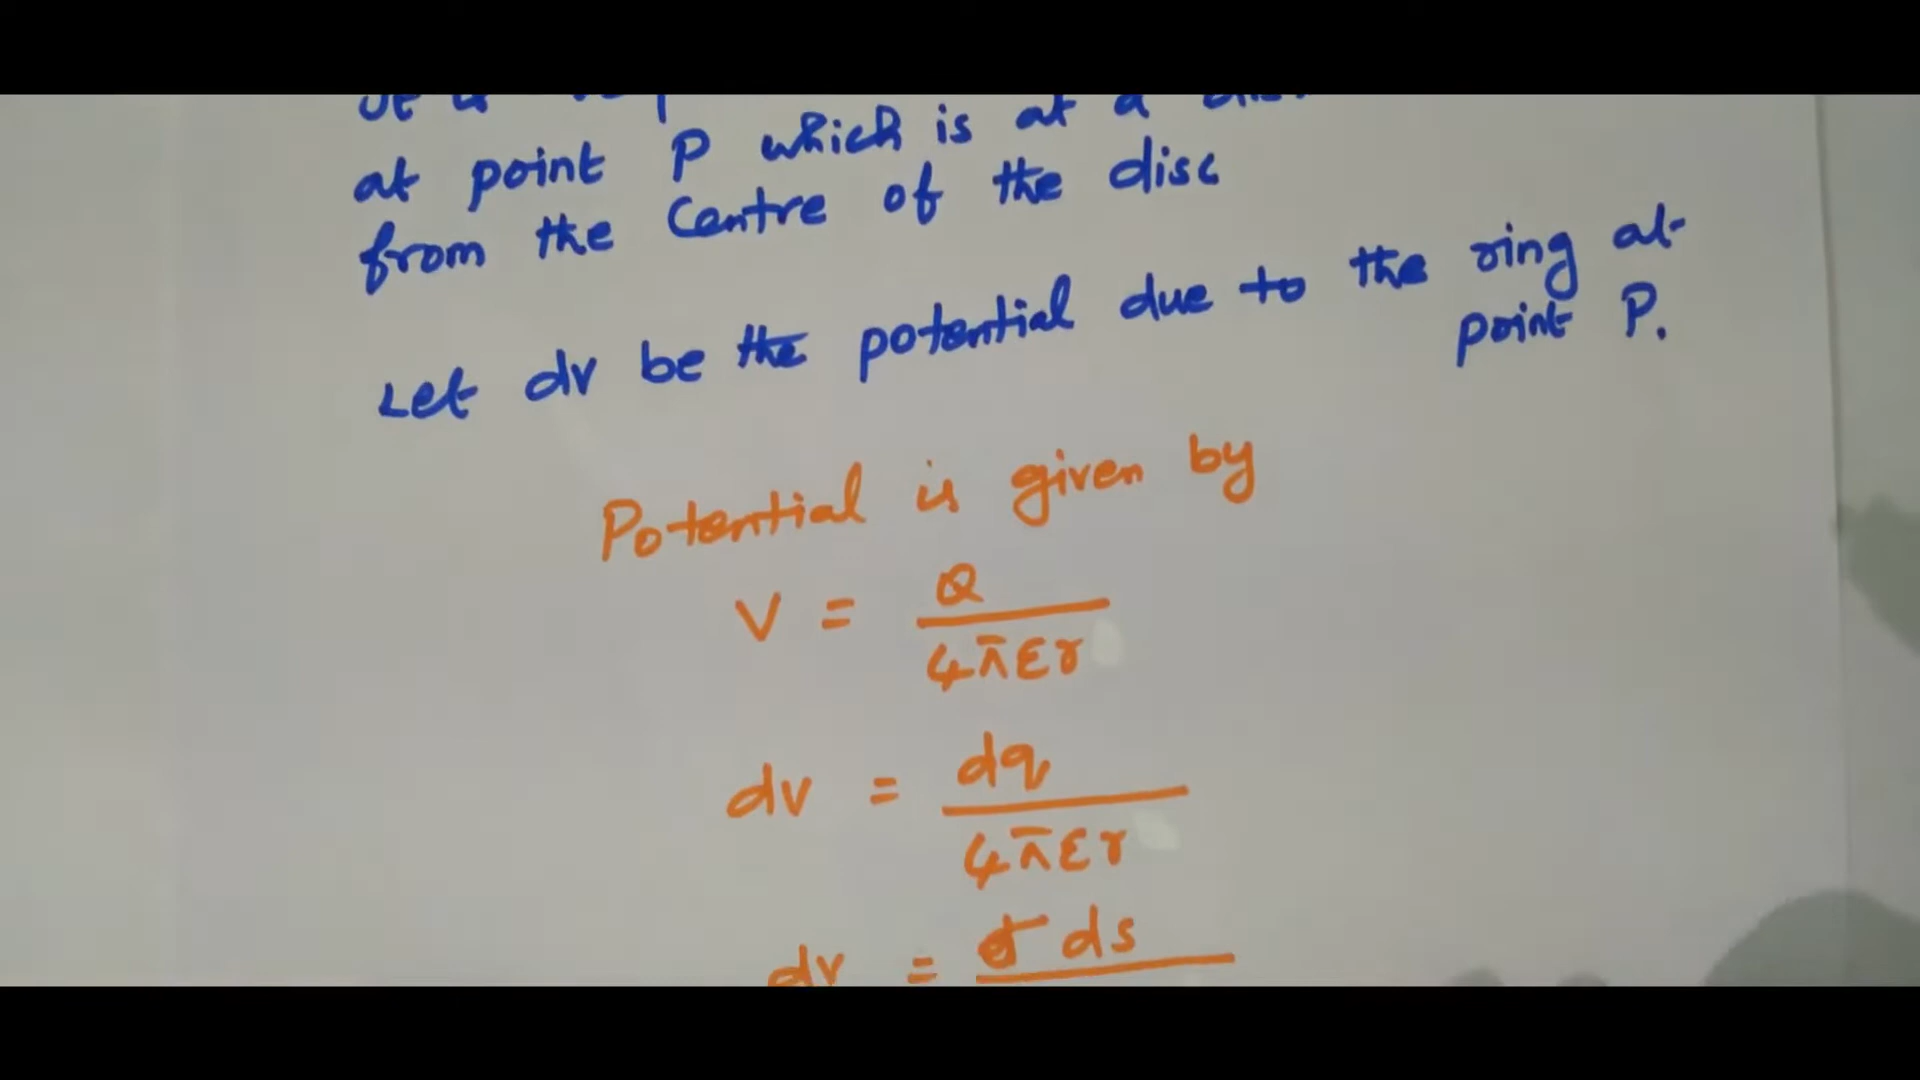 at point P which is at a
from the Centre of the disc
Let dv be the potential due to the ring at
point P.
Potential is given by
V = Q / 4πεr
dv = dq / 4πεr
dv = σ ds